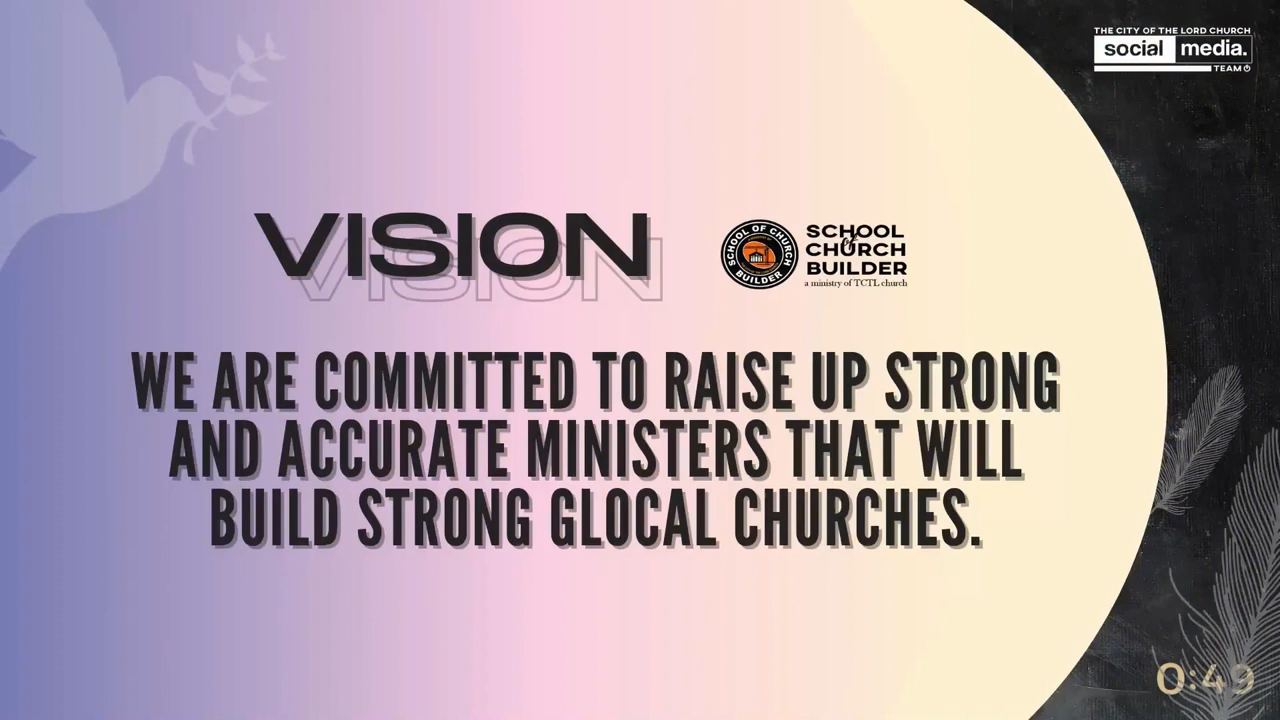 THE CITY OF THE LORD CHURCH
social media.
TEAM
VISION
VISION
SCHOOL OF CHURCH
BUILDER
SCHOOL
of
CHURCH
BUILDER
a ministry of TCTL church
WE ARE COMMITTED TO RAISE UP STRONG
AND ACCURATE MINISTERS THAT WILL
BUILD STRONG GLOCAL CHURCHES.
0:49